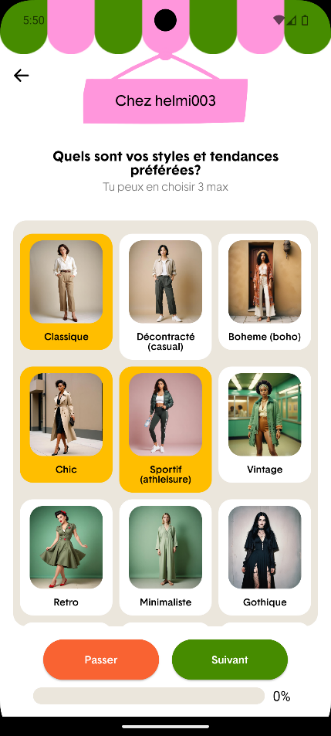 5:50
Chez helmi003
Quels sont vos styles et tendances
préférées?
Tu peux en choisir 3 max
Classique
Décontracté
(casual)
Boheme (boho)
Chic
Sportif
(athleisure)
Vintage
Retro
Minimaliste
Gothique
Passer
Suivant
0%